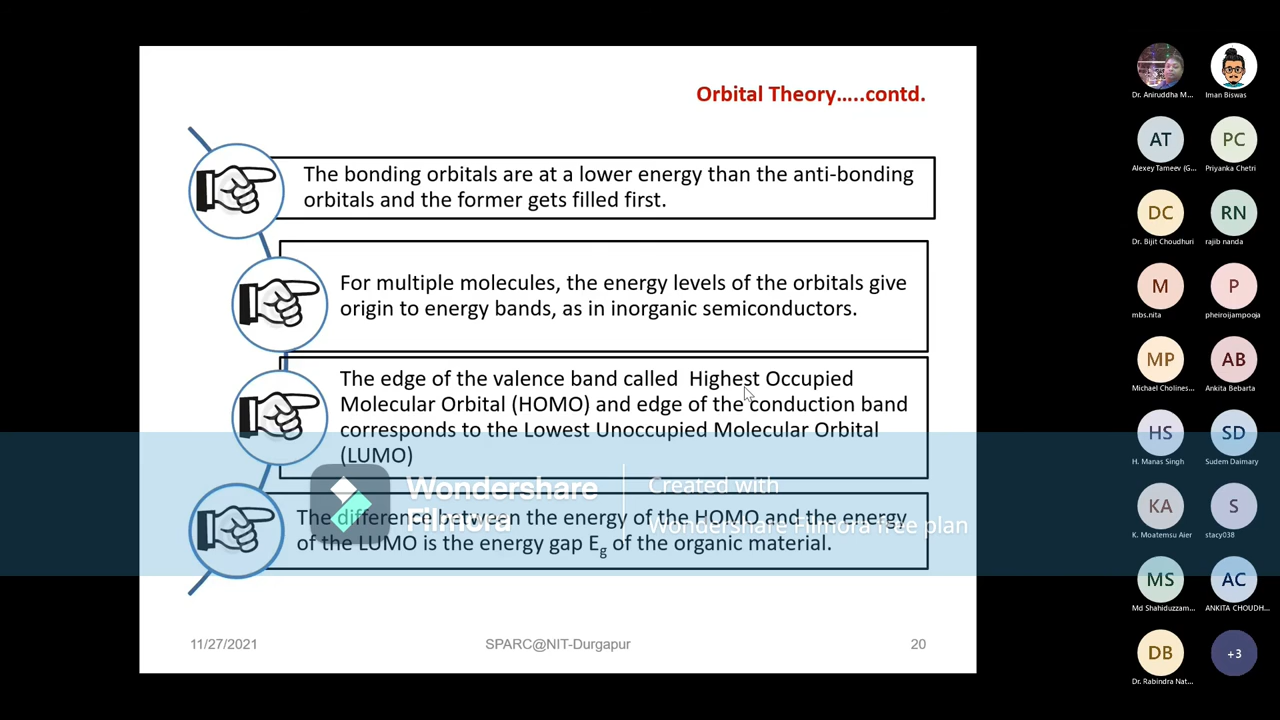 Orbital Theory.....contd.
The bonding orbitals are at a lower energy than the anti-bonding
orbitals and the former gets filled first.
For multiple molecules, the energy levels of the orbitals give
origin to energy bands, as in inorganic semiconductors.
The edge of the valence band called Highest Occupied
Molecular Orbital (HOMO) and edge of the conduction band
corresponds to the Lowest Unoccupied Molecular Orbital
(LUMO)
The difference between the energy of the HOMO and the energy
of the LUMO is the energy gap Eg of the organic material.
Wondershare
Filmora
Created with
Wondershare Filmora free plan
11/27/2021
SPARC@NIT-Durgapur
20
Dr. Aniruddha M...
Iman Biswas
AT
PC
Alexey Tameev (G...
Priyanka Chetri
DC
RN
Dr. Bijit Choudhuri
rajib nanda
M
P
mbs.nita
pheiroijampooja
MP
AB
Michael Cholines...
Ankita Bebarta
HS
SD
H. Manas Singh
Sudem Daimary
KA
S
K. Moatemsu Aier
stacy038
MS
AC
Md Shahiduzzam...
ANKITA CHOUDH...
DB
+3
Dr. Rabindra Nat...